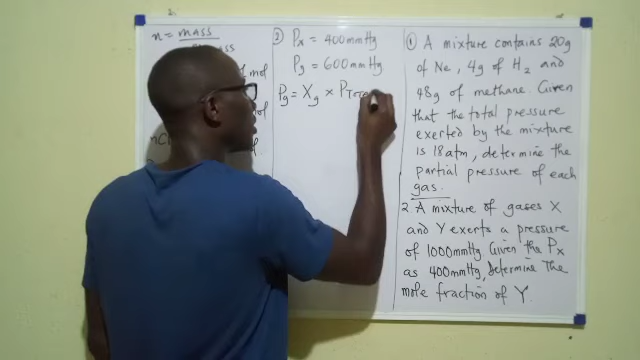 n = mass
mass
mol
② Px = 400mmHg
Py = 600mmHg
Pg = Xg × PTota
① A mixture contains 20g
of Ne, 4g of H2 and
48g of methane. Given
that the total pressure
exerted by the mixture
is 18atm, determine the
partial pressure of each
gas.
2 A mixture of gases X
and Y exerts a pressure
of 1000mmHg. Given the Px
as 400mmHg, determine the
mole fraction of Y.